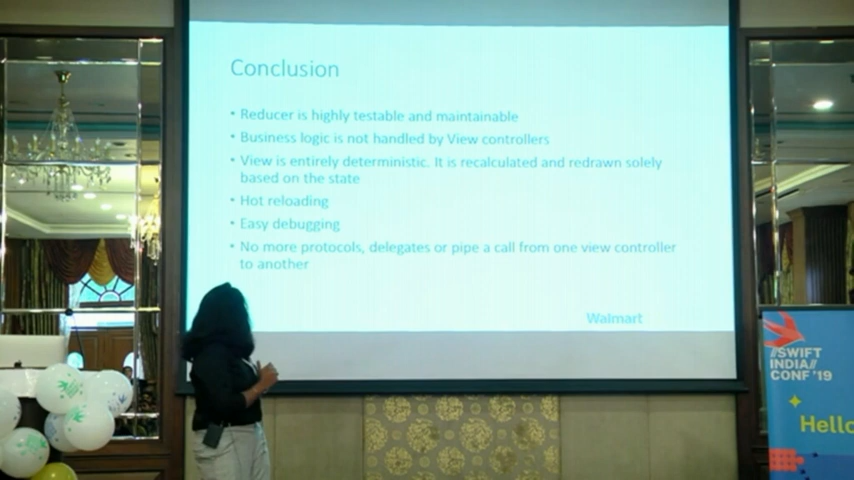 Conclusion
• Reducer is highly testable and maintainable
• Business logic is not handled by View controllers
• View is entirely deterministic. It is recalculated and redrawn solely
based on the state
• Hot reloading
• Easy debugging
• No more protocols, delegates or pipe a call from one view controller
to another
Walmart
//SWIFT
INDIA//
CONF '19
Hello